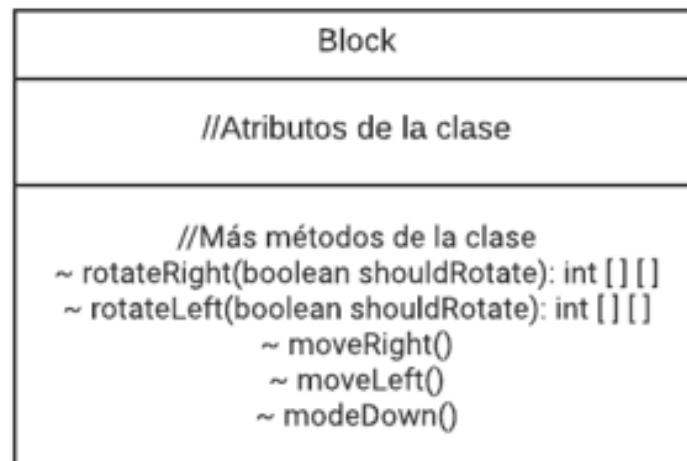 Block
//Atributos de la clase
//Más métodos de la clase
~ rotateRight(boolean shouldRotate): int [ ] [ ]
~ rotateLeft(boolean shouldRotate): int [ ] [ ]
~ moveRight()
~ moveLeft()
~ modeDown()